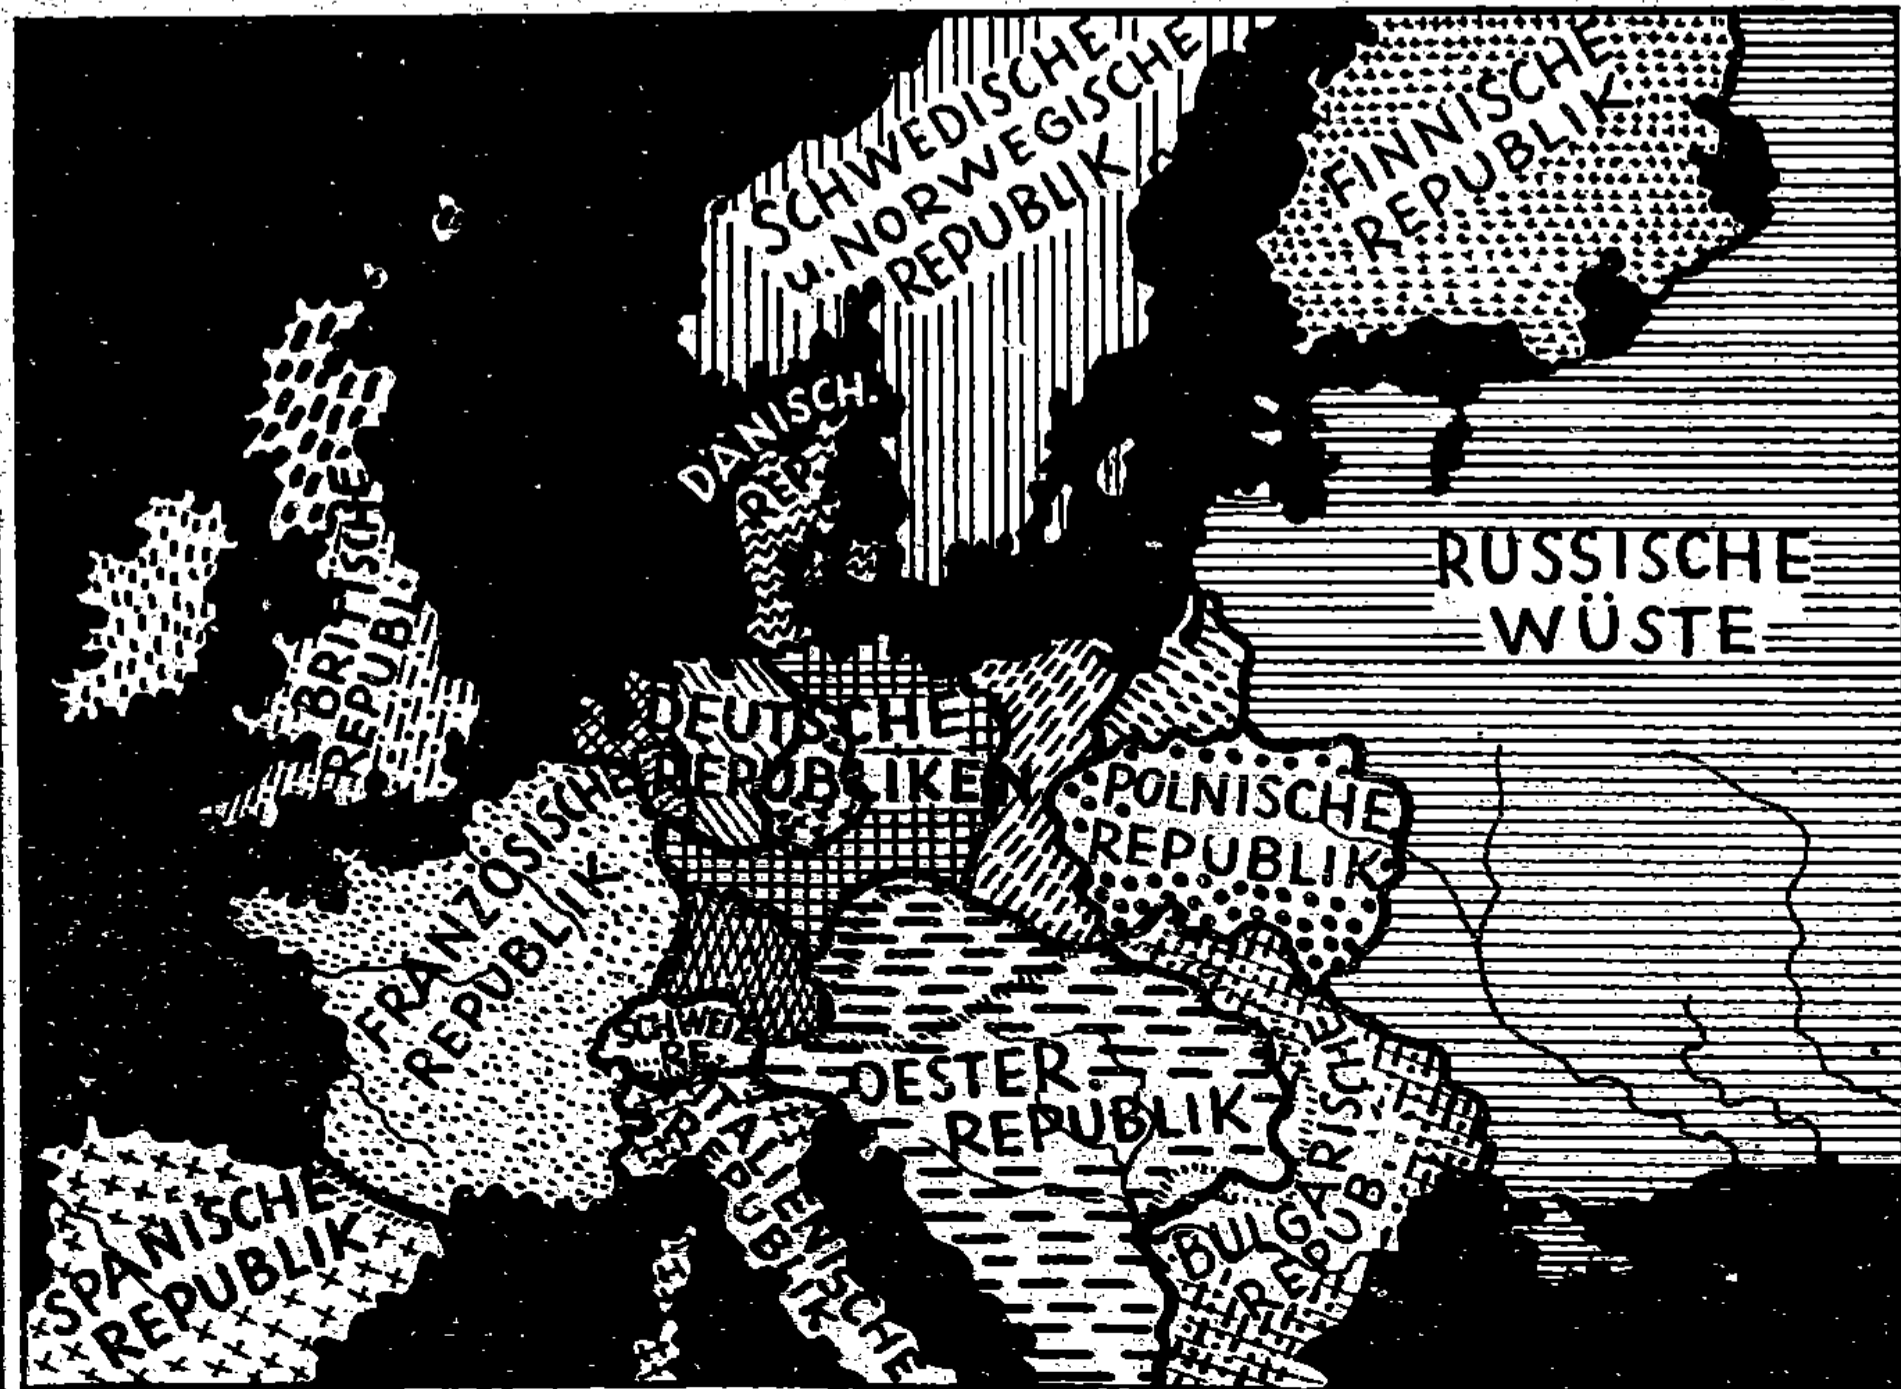 SCHWEDISCHE
u. NORWEGISCHE
REPUBLIK
FINNISCHE
REPUBLIK
DÄNISCH.
REP.
BRITISCHE
REPUBLIK
RUSSISCHE
WÜSTE
DEUTSCHE
REPUBLIKEN
POLNISCHE
REPUBLIK
FRANZÖSISCHE
REPUBLIK
SCHWEIZ
RE.
OESTER.
REPUBLIK
ITALIENISCHE
REPUBLIK
BULGARISCHE
REPUB.
SPANISCHE
REPUBLIK